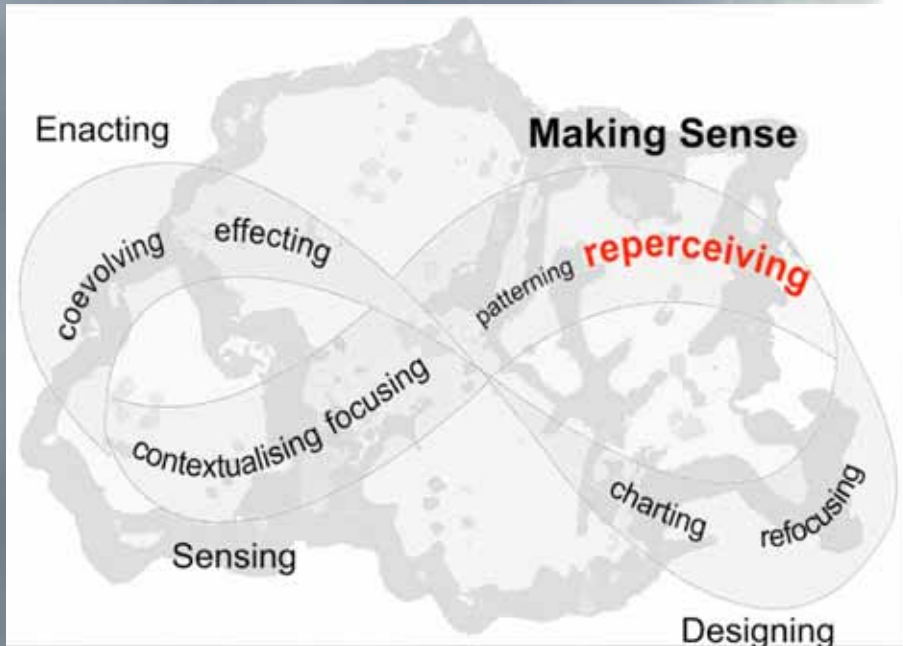 Enacting
Making Sense
coevolving
effecting
patterning
reperceiving
contextualising focusing
charting
refocusing
Sensing
Designing